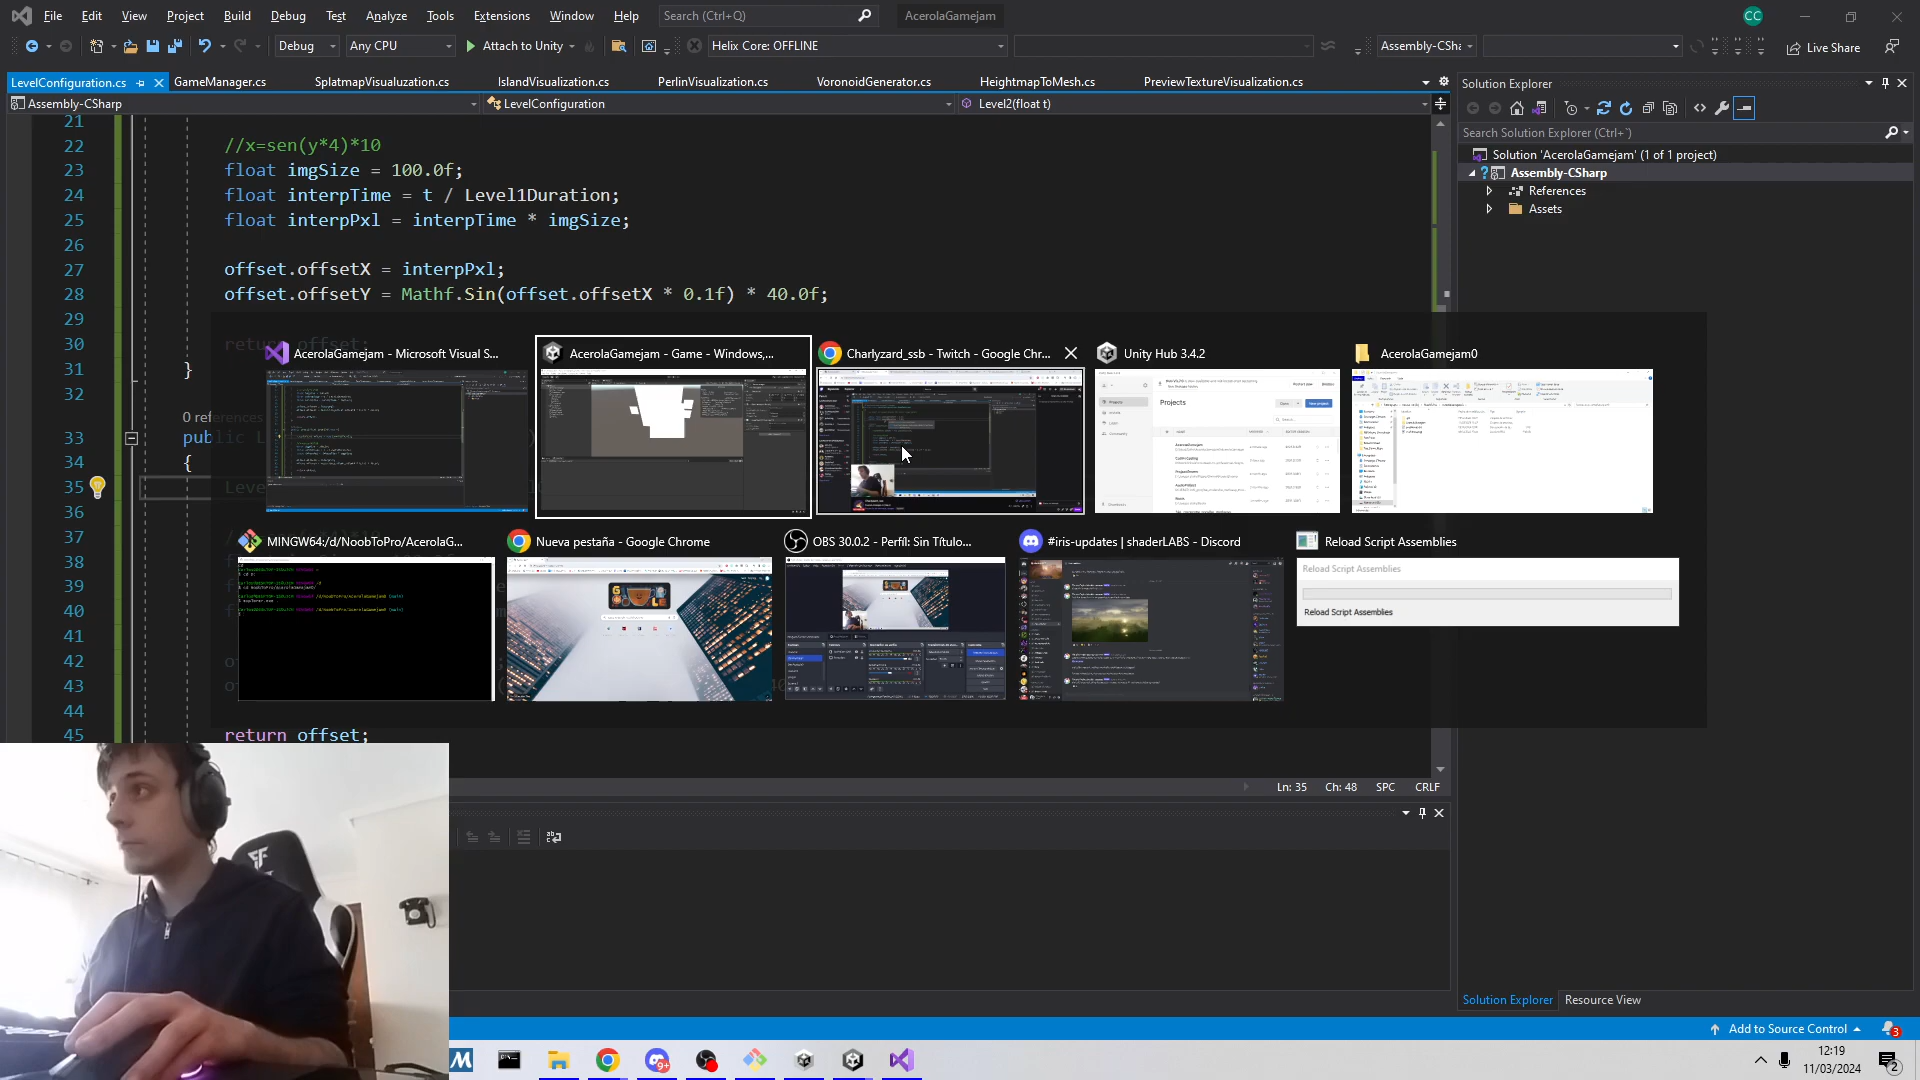 File Edit View Project Build Debug Test Analyze Tools Extensions Window Help Search (Ctrl+Q) AcerolaGamejam CC
Debug Any CPU Attach to Unity Helix Core: OFFLINE Assembly-CSha Live Share
LevelConfiguration.cs GameManager.cs SplatmapVisualuzation.cs IslandVisualization.cs PerlinVisualization.cs VoronoidGenerator.cs HeightmapToMesh.cs PreviewTextureVisualization.cs
Assembly-CSharp LevelConfiguration Level2(float t)
21
22 //x=sen(y*4)*10
23 float imgSize = 100.0f;
24 float interpTime = t / Level1Duration;
25 float interpPxl = interpTime * imgSize;
26
27 offset.offsetX = interpPxl;
28 offset.offsetY = Mathf.Sin(offset.offsetX * 0.1f) * 40.0f;
29
30 return offset;
31 }
32
0 references
33 public
34 {
35
36
37
38
39
40
41
42
43
44
45 return offset;
AcerolaGamejam - Microsoft Visual S...
AcerolaGamejam - Game - Windows,...
Charlyzard_ssb - Twitch - Google Chr...
Unity Hub 3.4.2
Projects
AcerolaGamejam0
MINGW64:/d/NoobToPro/AcerolaG...
Nueva pestaña - Google Chrome
OBS 30.0.2 - Perfil: Sin Título...
#iris-updates | shaderLABS - Discord
Reload Script Assemblies
Reload Script Assemblies
Reload Script Assemblies
Ln: 35 Ch: 48 SPC CRLF
Solution Explorer
Search Solution Explorer (Ctrl+`)
Solution 'AcerolaGamejam' (1 of 1 project)
Assembly-CSharp
References
Assets
Solution Explorer Resource View
Add to Source Control 3
9+
12:19
11/03/2024
2